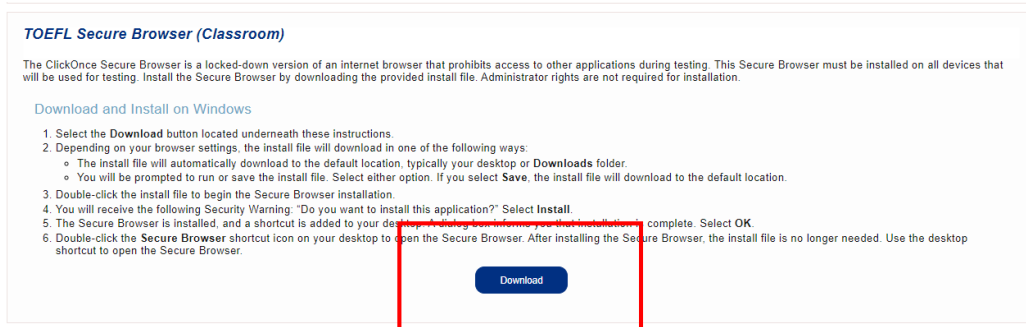 TOEFL Secure Browser (Classroom)
The ClickOnce Secure Browser is a locked-down version of an internet browser that prohibits access to other applications during testing. This Secure Browser must be installed on all devices that
will be used for testing. Install the Secure Browser by downloading the provided install file. Administrator rights are not required for installation.
Download and Install on Windows
1. Select the Download button located underneath these instructions.
2. Depending on your browser settings, the install file will download in one of the following ways:
The install file will automatically download to the default location, typically your desktop or Downloads folder.
You will be prompted to run or save the install file. Select either option. If you select Save, the install file will download to the default location.
3. Double-click the install file to begin the Secure Browser installation.
4. You will receive the following Security Warning: "Do you want to install this application?" Select Install.
5. The Secure Browser is installed, and a shortcut is added to your desktop. A dialog box informs you that installation is complete. Select OK.
6. Double-click the Secure Browser shortcut icon on your desktop to open the Secure Browser. After installing the Secure Browser, the install file is no longer needed. Use the desktop
shortcut to open the Secure Browser.
Download